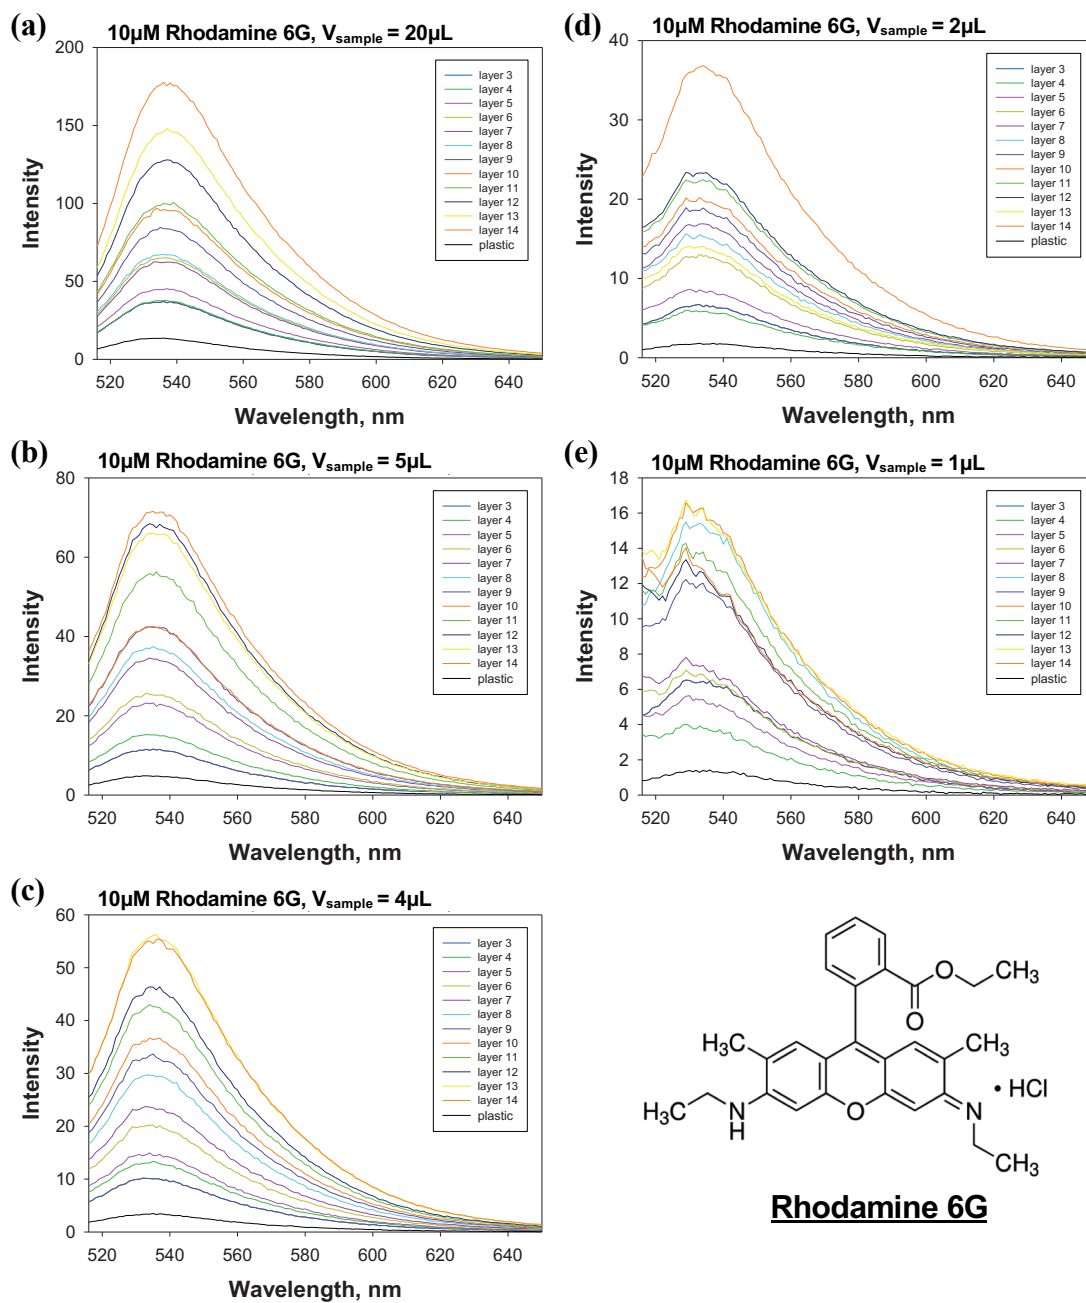 (a)
10µM Rhodamine 6G, Vsample = 20µL
200
150
100
50
0
Intensity
520 540 560 580 600 620 640
Wavelength, nm
layer 3
layer 4
layer 5
layer 6
layer 7
layer 8
layer 9
layer 10
layer 11
layer 12
layer 13
layer 14
plastic
(d)
10µM Rhodamine 6G, Vsample = 2µL
40
30
20
10
0
Intensity
520 540 560 580 600 620 640
Wavelength, nm
layer 3
layer 4
layer 5
layer 6
layer 7
layer 8
layer 9
layer 10
layer 11
layer 12
layer 13
layer 14
plastic
(b)
10µM Rhodamine 6G, Vsample = 5µL
80
60
40
20
0
Intensity
520 540 560 580 600 620 640
Wavelength, nm
layer 3
layer 4
layer 5
layer 6
layer 7
layer 8
layer 9
layer 10
layer 11
layer 12
layer 13
layer 14
plastic
(e)
10µM Rhodamine 6G, Vsample = 1µL
18
16
14
12
10
8
6
4
2
0
Intensity
520 540 560 580 600 620 640
Wavelength, nm
layer 3
layer 4
layer 5
layer 6
layer 7
layer 8
layer 9
layer 10
layer 11
layer 12
layer 13
layer 14
plastic
(c)
10µM Rhodamine 6G, Vsample = 4µL
60
50
40
30
20
10
0
Intensity
520 540 560 580 600 620 640
Wavelength, nm
layer 3
layer 4
layer 5
layer 6
layer 7
layer 8
layer 9
layer 10
layer 11
layer 12
layer 13
layer 14
plastic
O CH3
O
H3C CH3
• HCl
H3C N O N
H
CH3
Rhodamine 6G